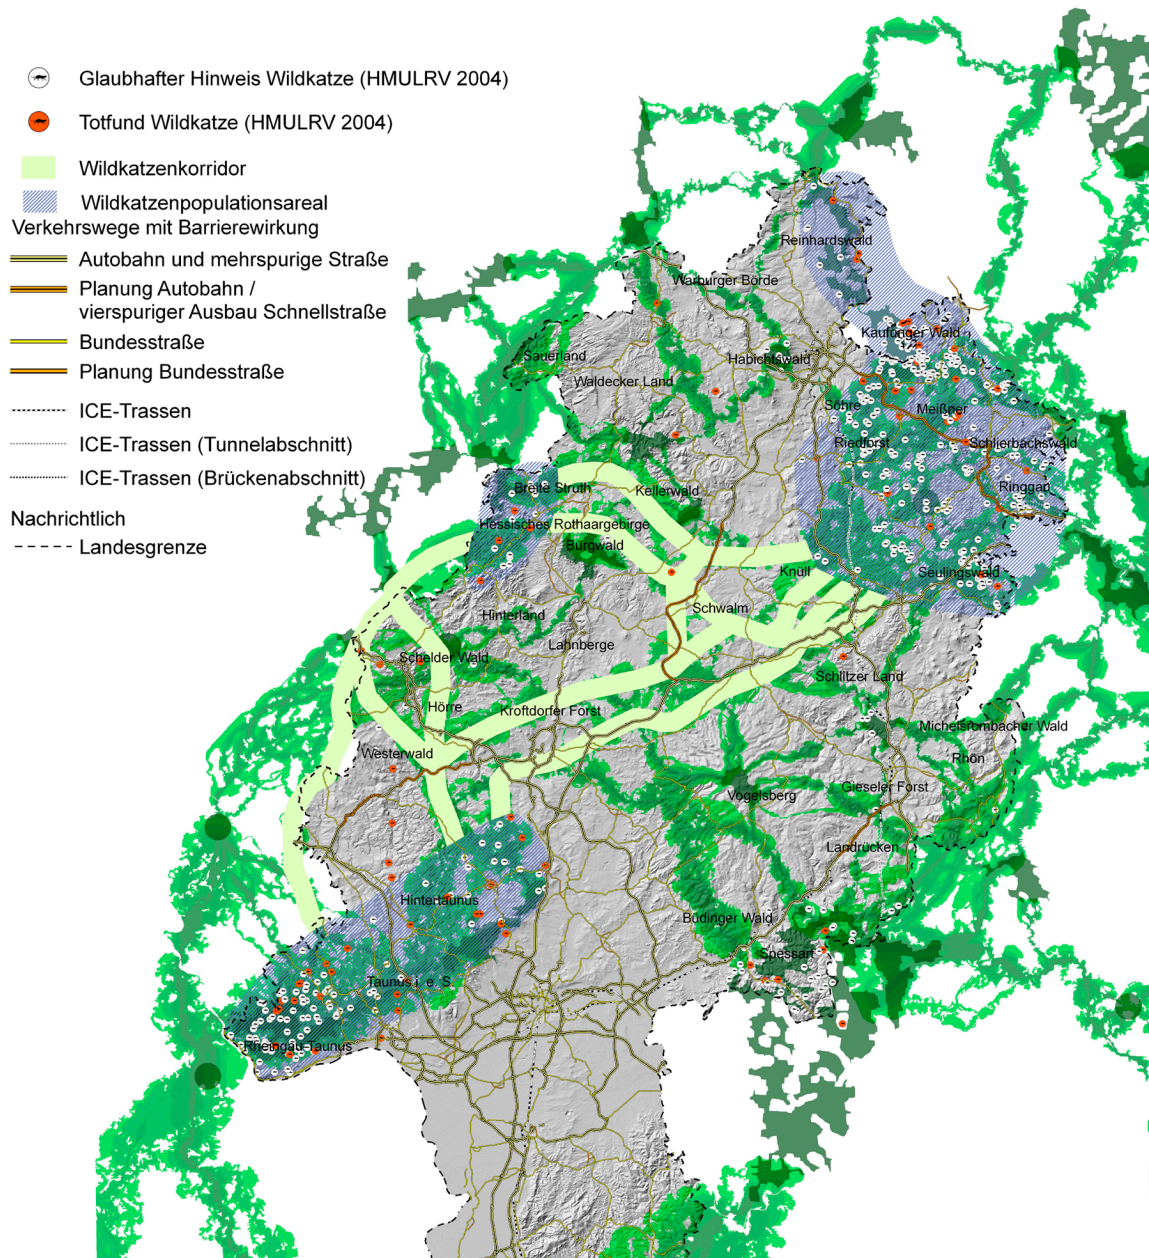 Glaubhafter Hinweis Wildkatze (HMULRV 2004)
Totfund Wildkatze (HMULRV 2004)
Wildkatzenkorridor
Wildkatzenpopulationsareal
Verkehrswege mit Barrierewirkung
Autobahn und mehrspurige Straße
Planung Autobahn /
vierspuriger Ausbau Schnellstraße
Bundesstraße
Planung Bundesstraße
ICE-Trassen
ICE-Trassen (Tunnelabschnitt)
ICE-Trassen (Brückenabschnitt)
Nachrichtlich
Landesgrenze
Reinhardswald
Warburger Börde
Kaufunger Wald
Sauerland
Habichtswald
Waldecker Land
Söhre
Meißner
Riedforst
Schlierbachswald
Breite Struth
Kellerwald
Ringgau
Hessisches Rothaargebirge
Burgwald
Knüll
Seulingswald
Hinterland
Schwalm
Lahnberge
Schelder Wald
Schlitzer Land
Hörre
Kroftdorfer Forst
Michelsrombacher Wald
Westerwald
Rhön
Vogelsberg
Gieseler Forst
Landrücken
Hintertaunus
Büdinger Wald
Spessart
Taunus i. e. S.
Rheingau-Taunus